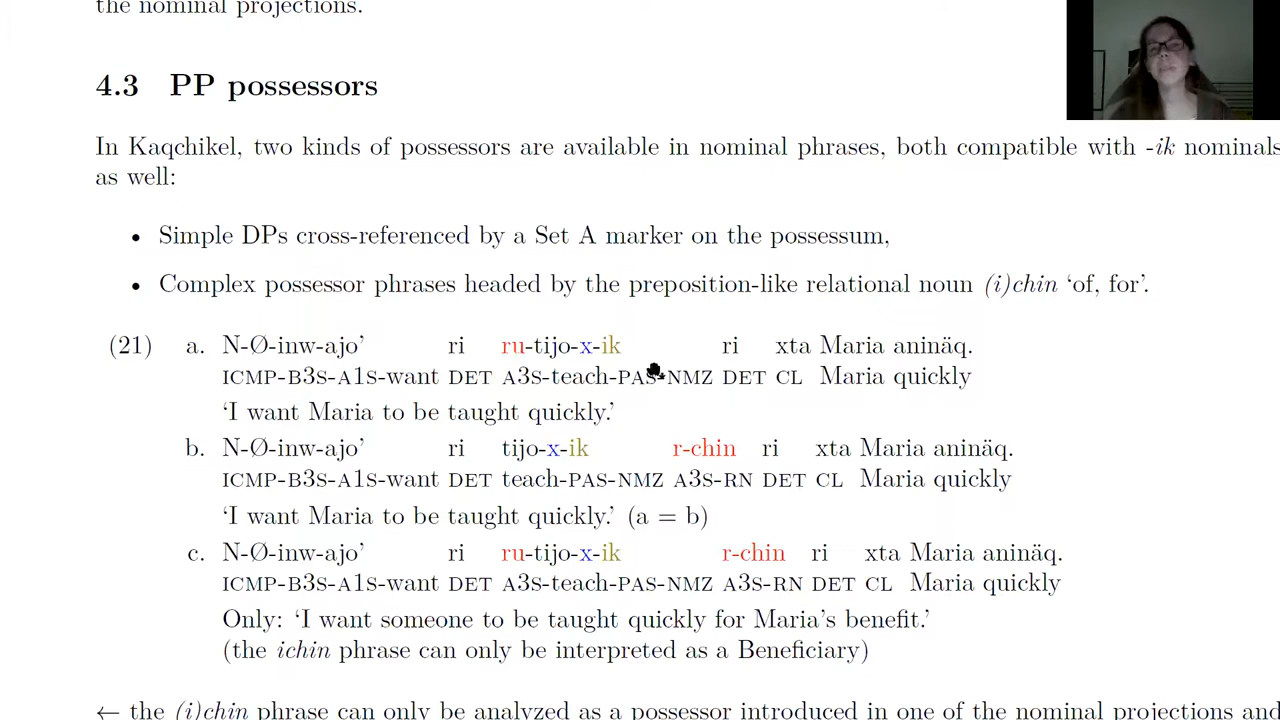 the nominal projections.
4.3 PP possessors
In Kaqchikel, two kinds of possessors are available in nominal phrases, both compatible with -ik nominals
as well:
• Simple DPs cross-referenced by a Set A marker on the possessum,
• Complex possessor phrases headed by the preposition-like relational noun (i)chin ‘of, for’.
(21) a. N-Ø-inw-ajo’ ri ru-tijo-x-ik ri xta Maria aninäq.
ICMP-B3S-A1S-want DET A3S-teach-PAS-NMZ DET CL Maria quickly
‘I want Maria to be taught quickly.’
b. N-Ø-inw-ajo’ ri tijo-x-ik r-chin ri xta Maria aninäq.
ICMP-B3S-A1S-want DET teach-PAS-NMZ A3S-RN DET CL Maria quickly
‘I want Maria to be taught quickly.’ (a = b)
c. N-Ø-inw-ajo’ ri ru-tijo-x-ik r-chin ri xta Maria aninäq.
ICMP-B3S-A1S-want DET A3S-teach-PAS-NMZ A3S-RN DET CL Maria quickly
Only: ‘I want someone to be taught quickly for Maria’s benefit.’
(the ichin phrase can only be interpreted as a Beneficiary)
← the (i)chin phrase can only be analyzed as a possessor introduced in one of the nominal projections and